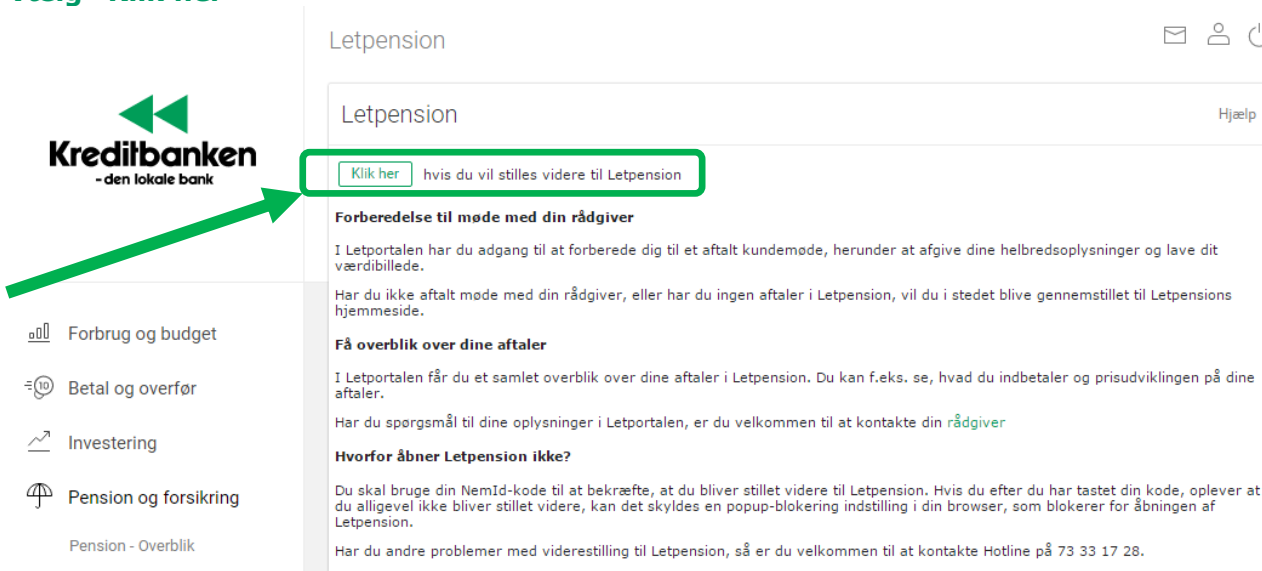 Letpension
Letpension
Hjælp
Kreditbanken
- den lokale bank
Klik her hvis du vil stilles videre til Letpension
Forberedelse til møde med din rådgiver
I Letportalen har du adgang til at forberede dig til et aftalt kundemøde, herunder at afgive dine helbredsoplysninger og lave dit
værdibillede.
Har du ikke aftalt møde med din rådgiver, eller har du ingen aftaler i Letpension, vil du i stedet blive gennemstillet til Letpensions
hjemmeside.
Få overblik over dine aftaler
I Letportalen får du et samlet overblik over dine aftaler i Letpension. Du kan f.eks. se, hvad du indbetaler og prisudviklingen på dine
aftaler.
Har du spørgsmål til dine oplysninger i Letportalen, er du velkommen til at kontakte din rådgiver
Hvorfor åbner Letpension ikke?
Du skal bruge din NemId-kode til at bekræfte, at du bliver stillet videre til Letpension. Hvis du efter du har tastet din kode, oplever at
du alligevel ikke bliver stillet videre, kan det skyldes en popup-blokering indstilling i din browser, som blokerer for åbningen af
Letpension.
Har du andre problemer med viderestilling til Letpension, så er du velkommen til at kontakte Hotline på 73 33 17 28.
Forbrug og budget
10
Betal og overfør
Investering
Pension og forsikring
Pension - Overblik